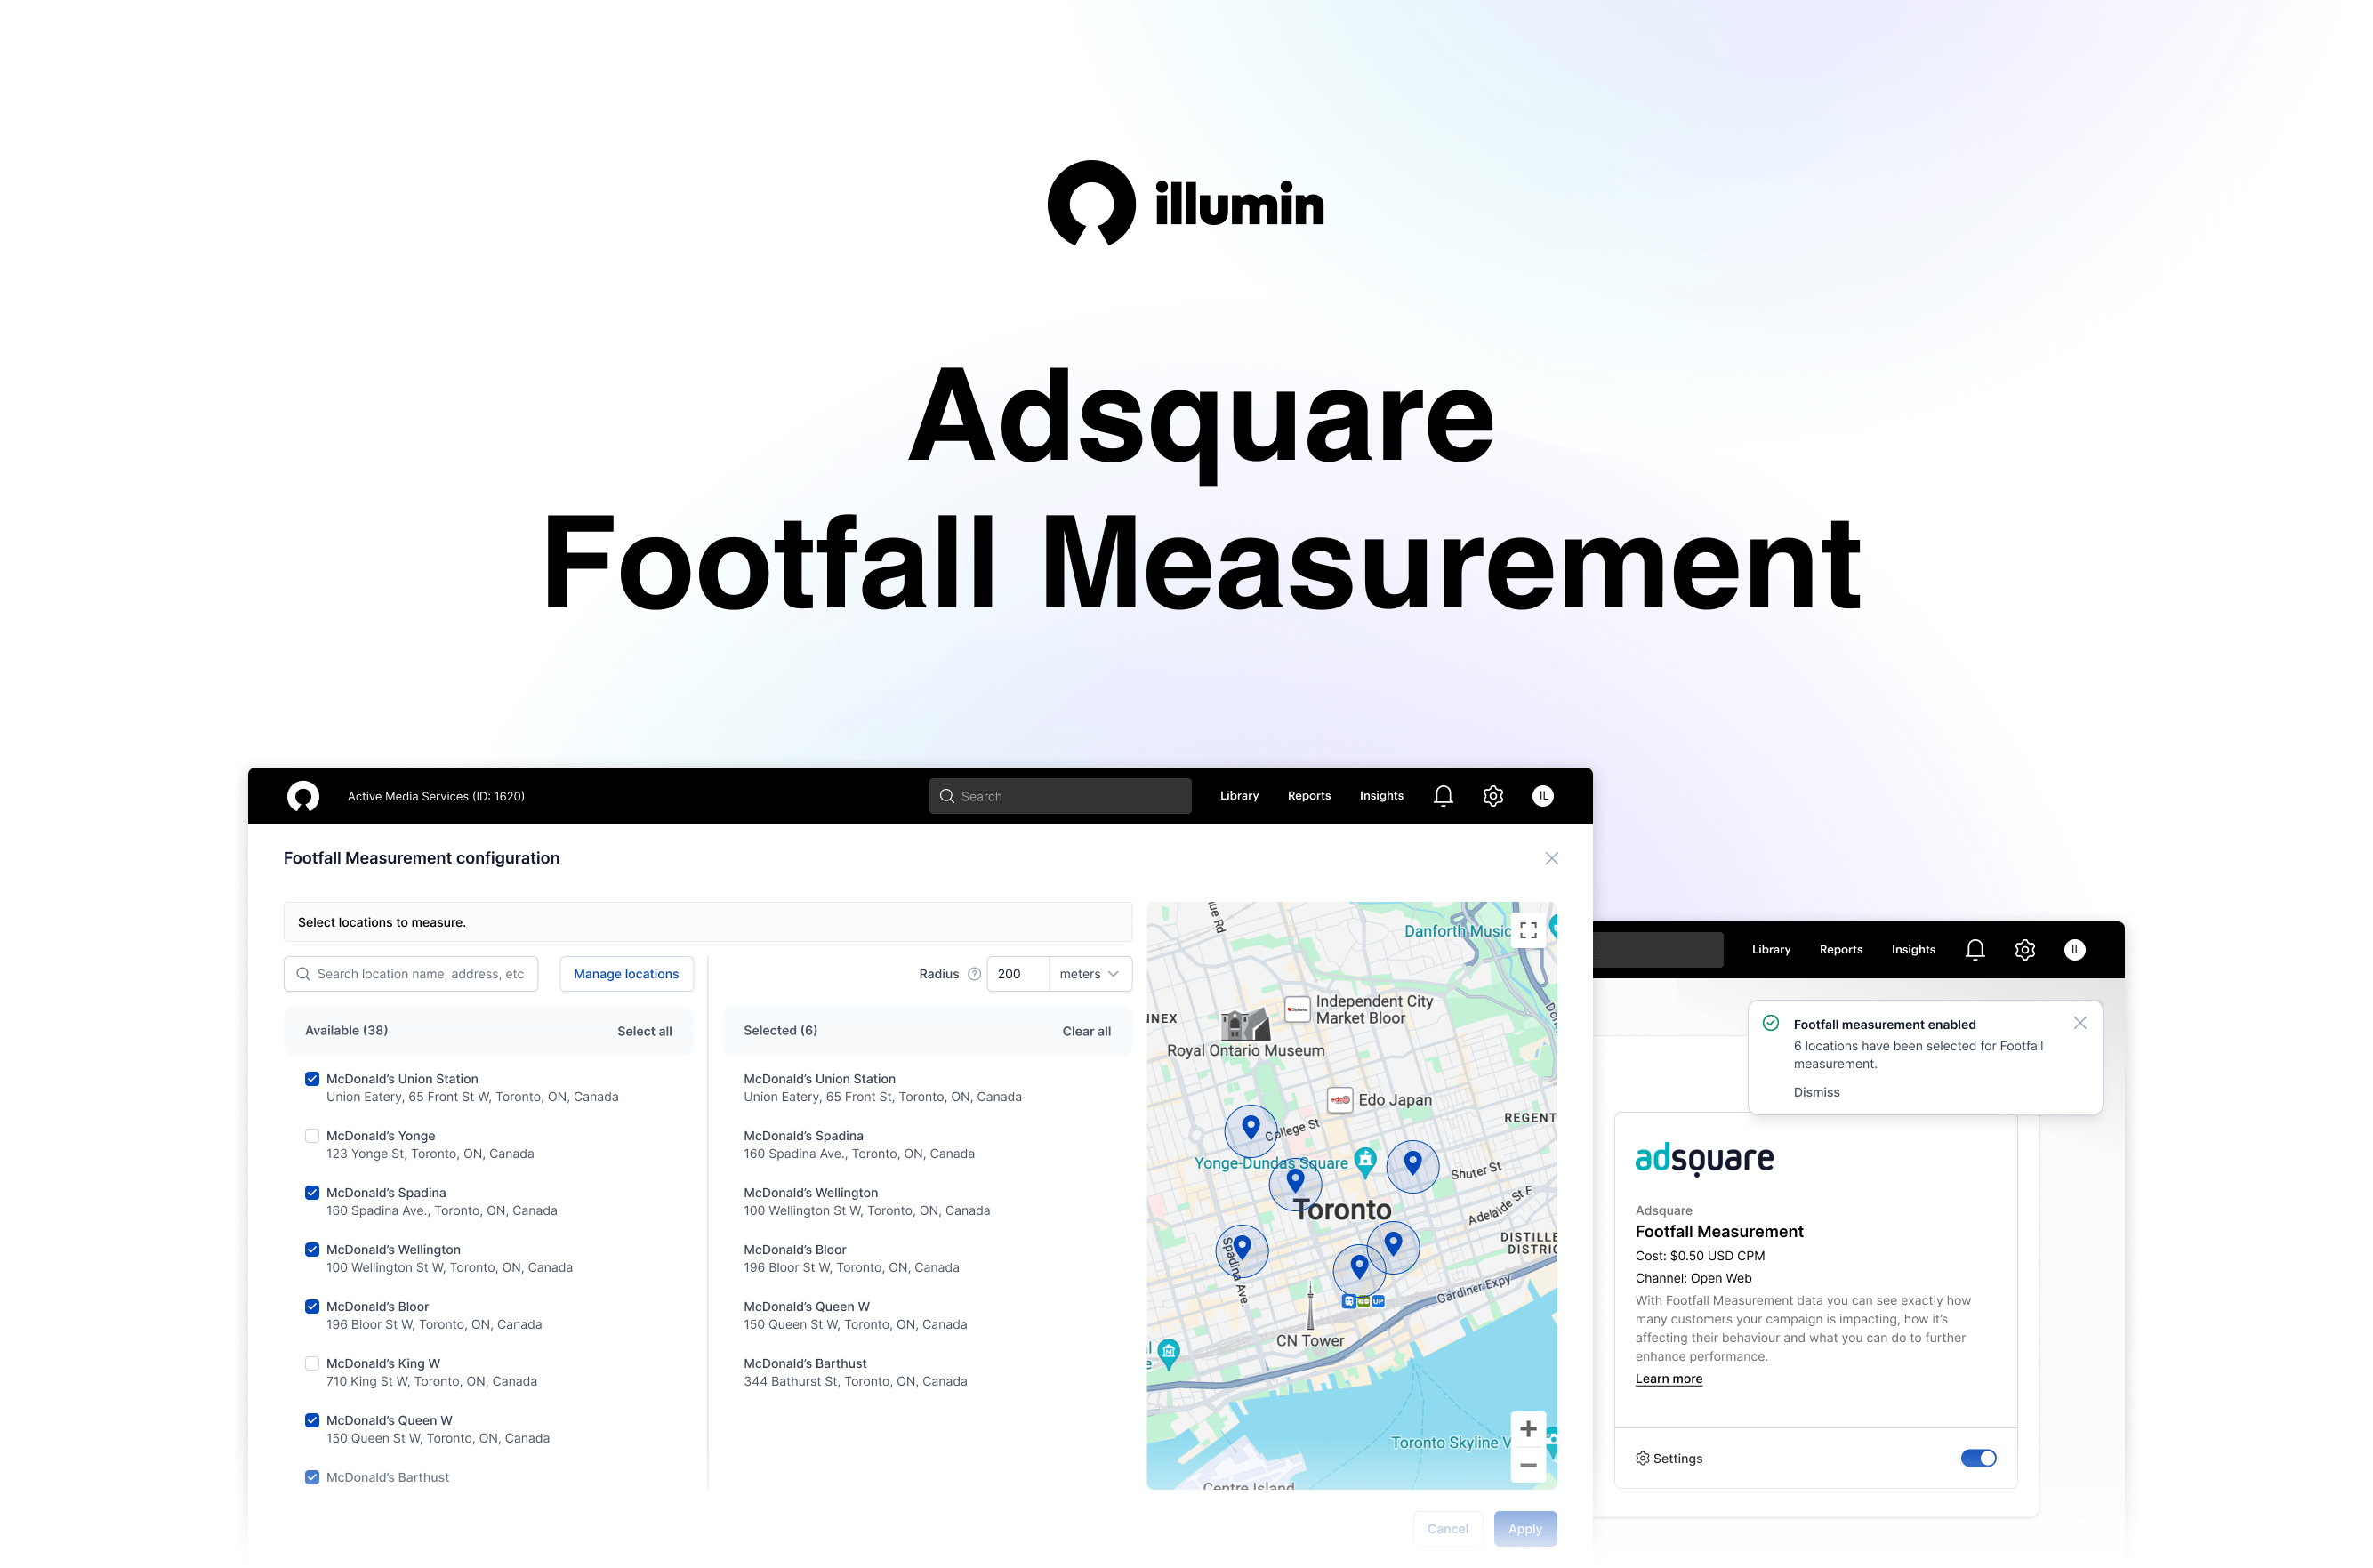 illumin
Adsquare
Footfall Measurement
Active Media Services (ID: 1620)
Search
Library
Reports
Insights
IL
Footfall Measurement configuration
Select locations to measure.
Search location name, address, etc
Manage locations
Radius
?
200
meters
Available (38)
Select all
Selected (6)
Clear all
McDonald's Union Station
Union Eatery, 65 Front St W, Toronto, ON, Canada
McDonald's Yonge
123 Yonge St, Toronto, ON, Canada
McDonald's Spadina
160 Spadina Ave., Toronto, ON, Canada
McDonald's Wellington
100 Wellington St W, Toronto, ON, Canada
McDonald's Bloor
196 Bloor St W, Toronto, ON, Canada
McDonald's King W
710 King St W, Toronto, ON, Canada
McDonald's Queen W
150 Queen St W, Toronto, ON, Canada
McDonald's Barthust
McDonald's Union Station
Union Eatery, 65 Front St, Toronto, ON, Canada
McDonald's Spadina
160 Spadina Ave., Toronto, ON, Canada
McDonald's Wellington
100 Wellington St W, Toronto, ON, Canada
McDonald's Bloor
196 Bloor St W, Toronto, ON, Canada
McDonald's Queen W
150 Queen St W, Toronto, ON, Canada
McDonald's Barthust
344 Bathurst St, Toronto, ON, Canada
ue Rd
Danforth Music
NEX
Independent City
Market Bloor
Royal Ontario Museum
Edo Japan
REGENT
College St
Yonge-Dundas Square
Shuter St
Toronto
Adelaide St E
DISTILLE
DISTRIC
Spadina Ave.
Gardiner Expy
UP
CN Tower
Toronto Skyline V
Centre Island
Cancel
Apply
Library
Reports
Insights
IL
Footfall measurement enabled
6 locations have been selected for Footfall
measurement.
Dismiss
adsquare
Adsquare
Footfall Measurement
Cost: $0.50 USD CPM
Channel: Open Web
With Footfall Measurement data you can see exactly how
many customers your campaign is impacting, how it's
affecting their behaviour and what you can do to further
enhance performance.
Learn more
Settings